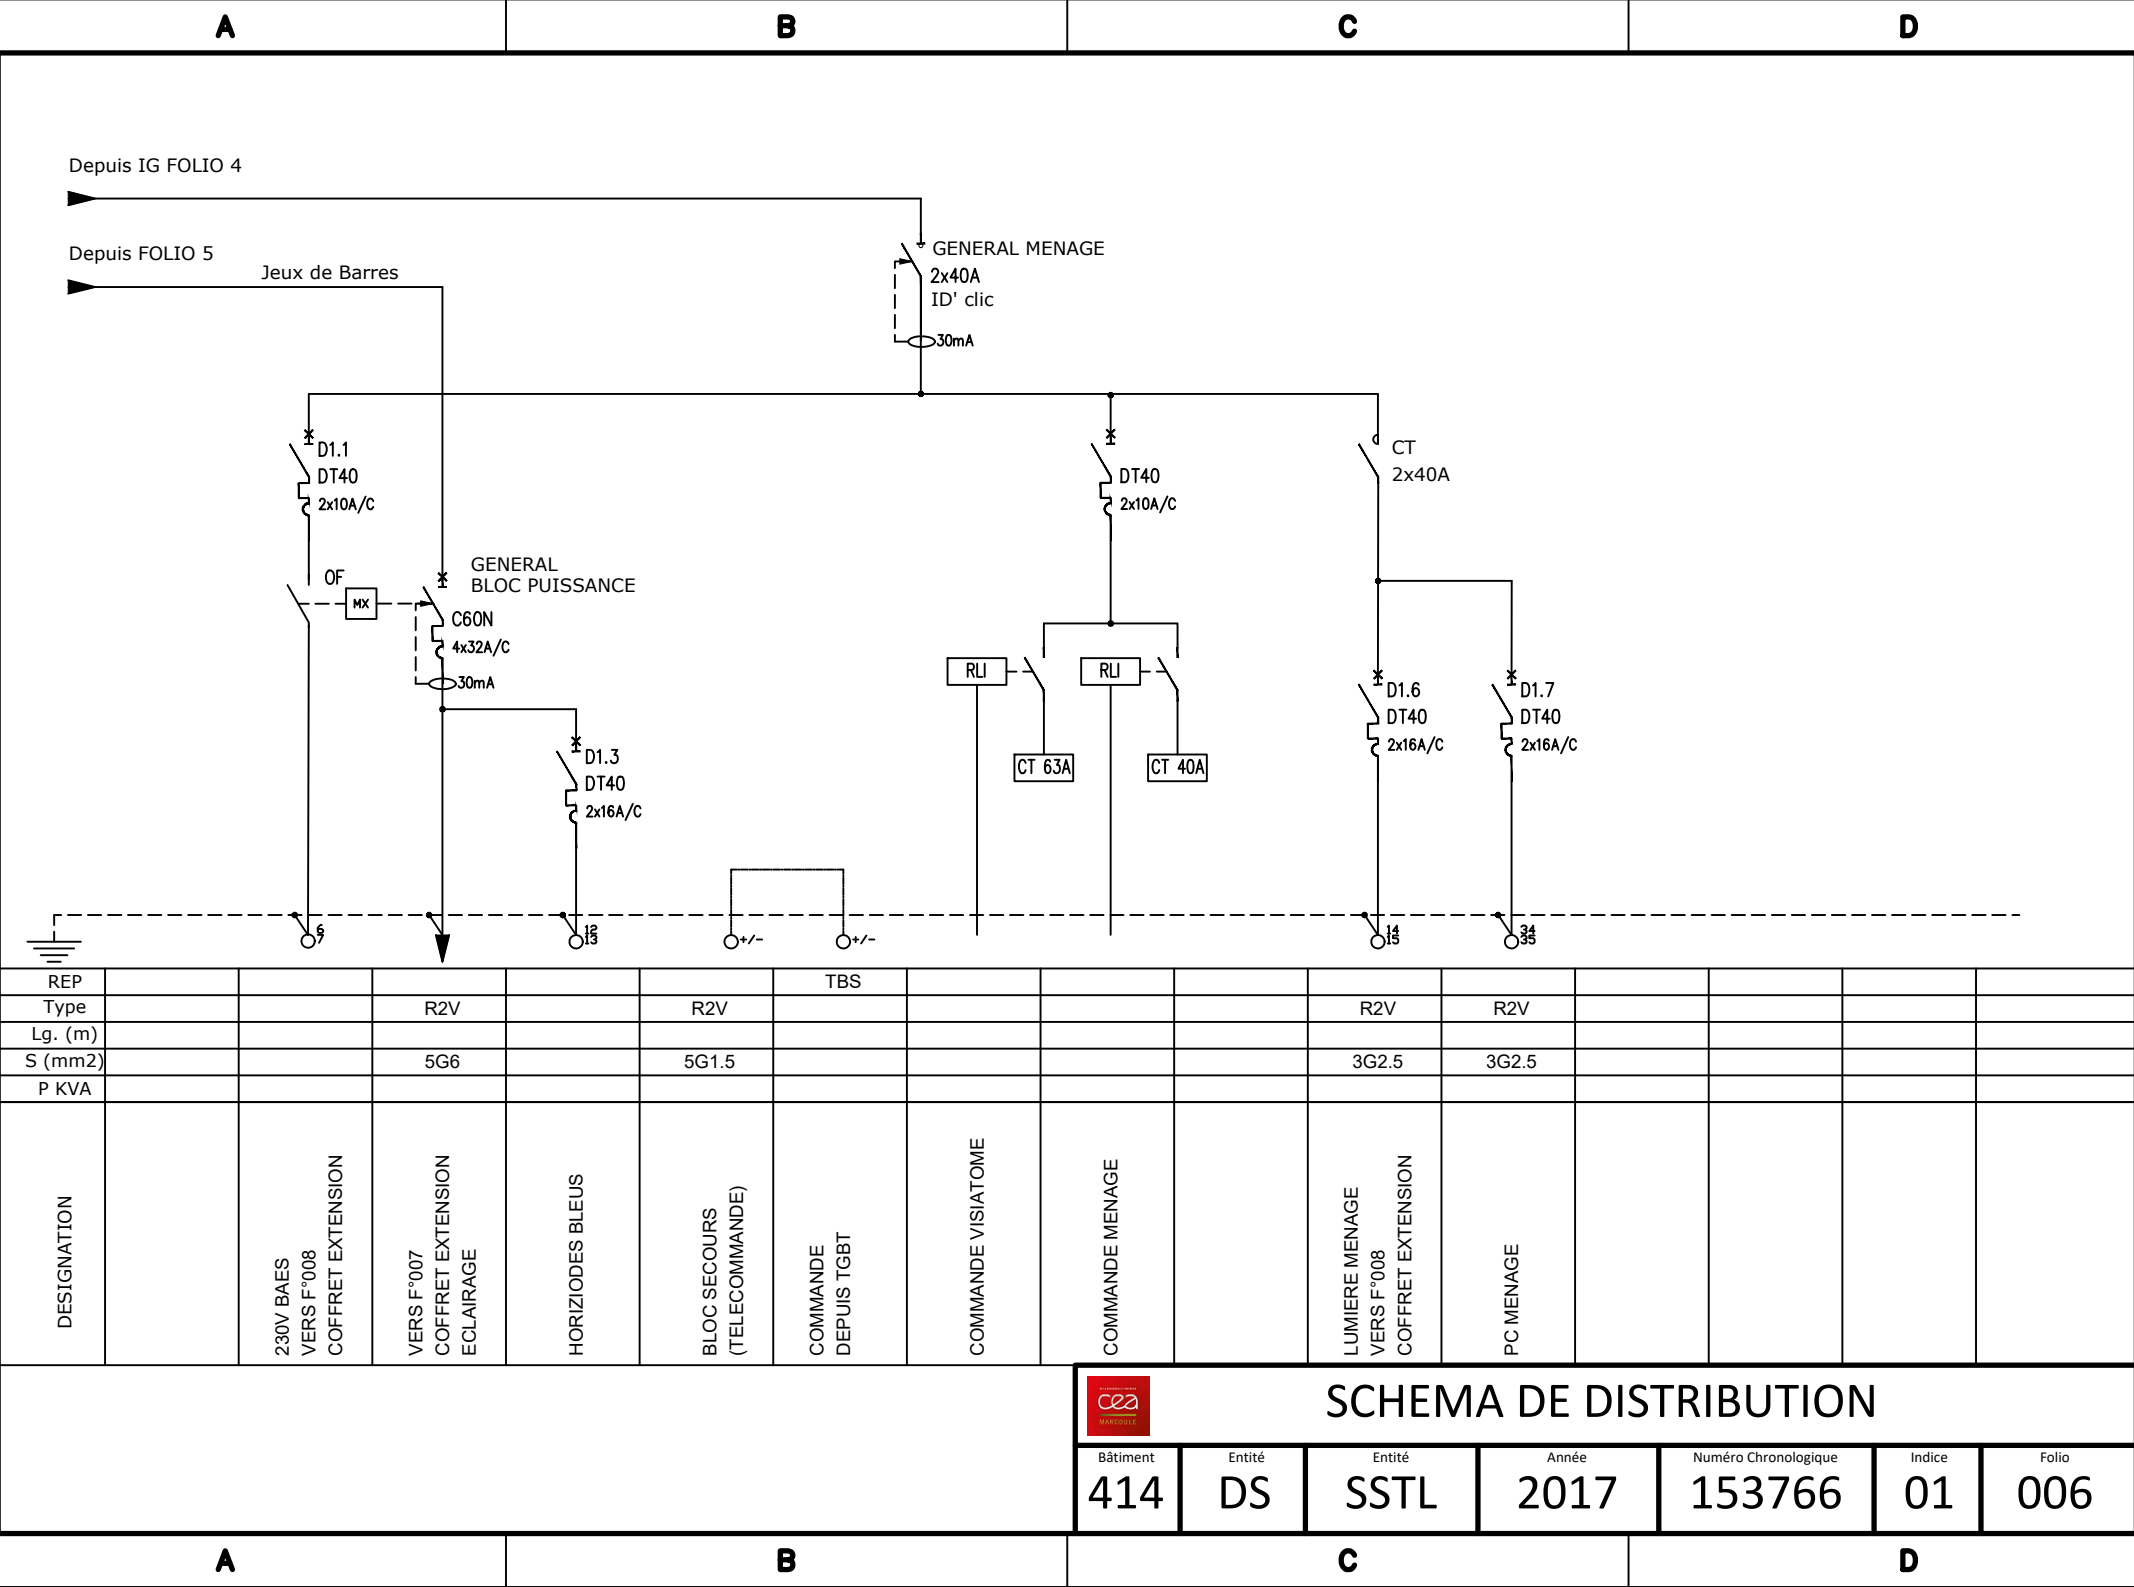 A
B
C
D
Depuis IG FOLIO 4
Depuis FOLIO 5
Jeux de Barres
GENERAL MENAGE
2x40A
ID' clic
30mA
D1.1
DT40
2x10A/C
DT40
2x10A/C
CT
2x40A
OF
MX
GENERAL
BLOC PUISSANCE
C60N
4x32A/C
30mA
RLI
RLI
CT 63A
CT 40A
D1.3
DT40
2x16A/C
D1.6
DT40
2x16A/C
D1.7
DT40
2x16A/C
6
7
12
13
+/-
+/-
14
15
34
35
REP
TBS
Type
R2V
R2V
R2V
R2V
Lg. (m)
S (mm2)
5G6
5G1.5
3G2.5
3G2.5
P KVA
DESIGNATION
230V BAES
VERS F°008
COFFRET EXTENSION
VERS F°007
COFFRET EXTENSION
ECLAIRAGE
HORIZIODES BLEUS
BLOC SECOURS
(TELECOMMANDE)
COMMANDE
DEPUIS TGBT
COMMANDE VISIATOME
COMMANDE MENAGE
LUMIERE MENAGE
VERS F°008
COFFRET EXTENSION
PC MENAGE
cea
MARCOULE
SCHEMA DE DISTRIBUTION
Bâtiment
414
Entité
DS
Entité
SSTL
Année
2017
Numéro Chronologique
153766
Indice
01
Folio
006
A
B
C
D